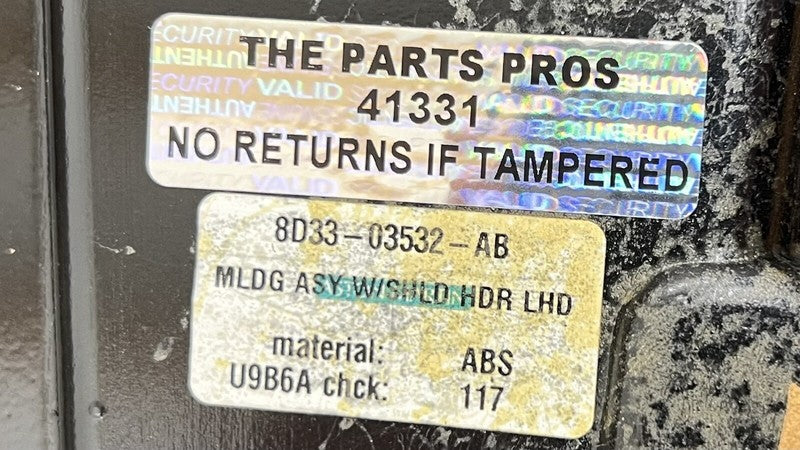 THE PARTS PROS
41331
NO RETURNS IF TAMPERED
8D33-03532-AB
MLDG ASY W/SHLD HDR LHD
material: ABS
U9B6A chck: 117